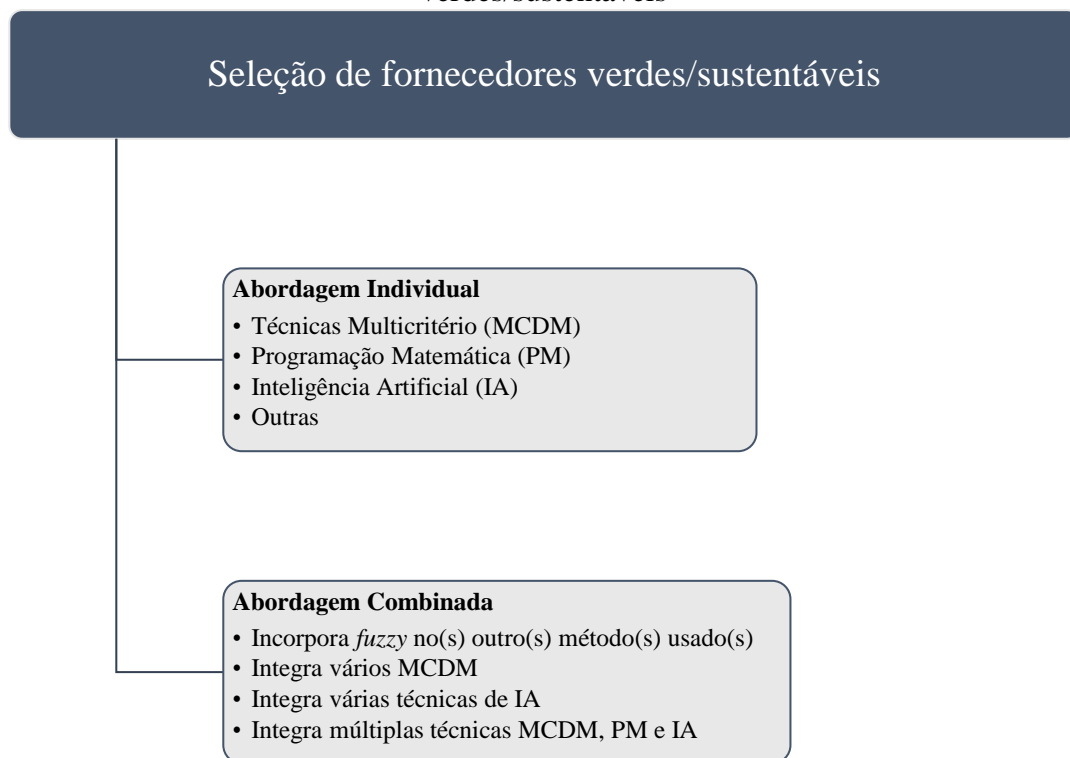 verdes/sustentáveis
Seleção de fornecedores verdes/sustentáveis
Abordagem Individual
• Técnicas Multicritério (MCDM)
• Programação Matemática (PM)
• Inteligência Artificial (IA)
• Outras
Abordagem Combinada
• Incorpora fuzzy no(s) outro(s) método(s) usado(s)
• Integra vários MCDM
• Integra várias técnicas de IA
• Integra múltiplas técnicas MCDM, PM e IA